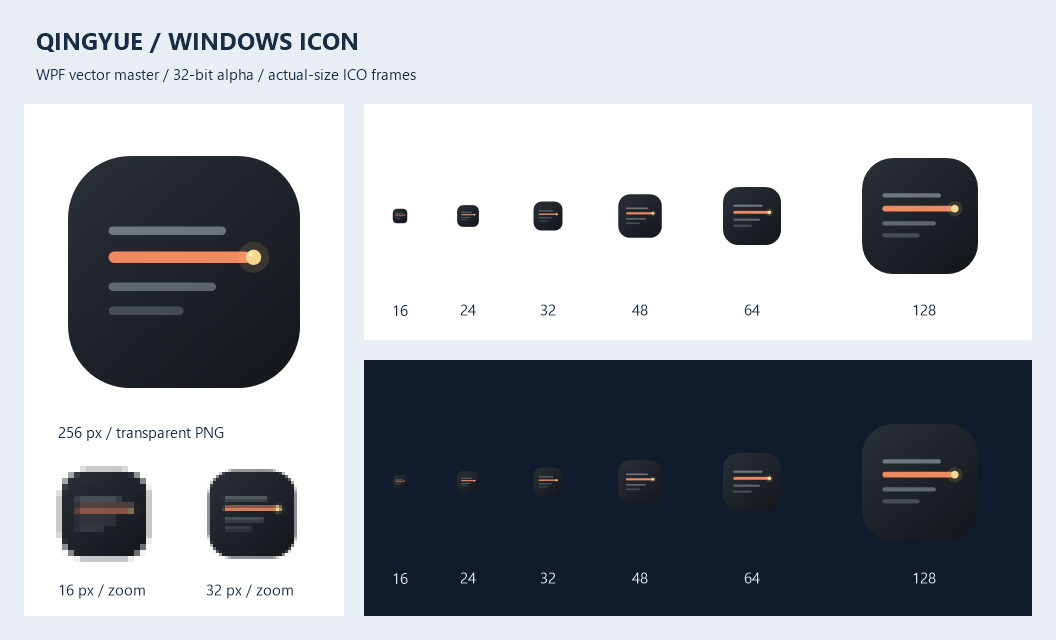 QINGYUE / WINDOWS ICON
WPF vector master / 32-bit alpha / actual-size ICO frames
256 px / transparent PNG
16 px / zoom
32 px / zoom
16 24 32 48 64 128
16 24 32 48 64 128